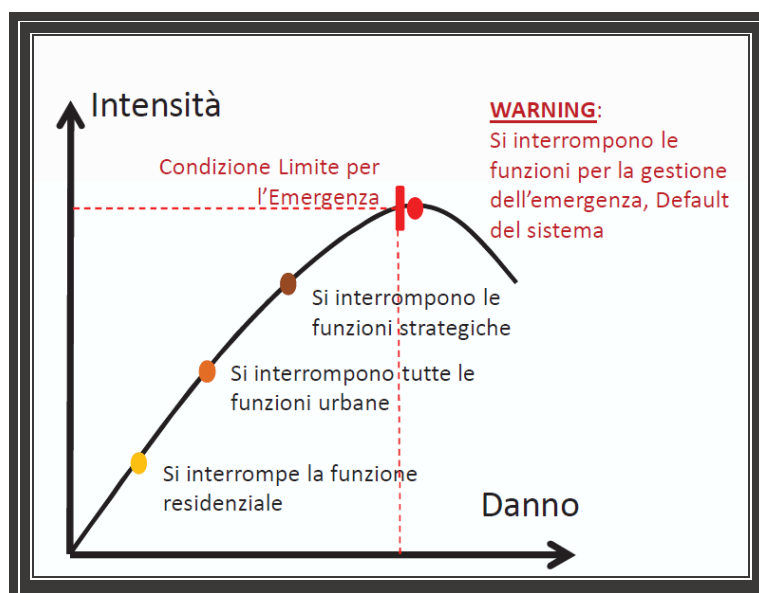 Intensità
WARNING:
Si interrompono le
funzioni per la gestione
dell'emergenza, Default
del sistema
Condizione Limite per
l'Emergenza
Si interrompono le
funzioni strategiche
Si interrompono tutte le
funzioni urbane
Si interrompe la funzione
residenziale
Danno